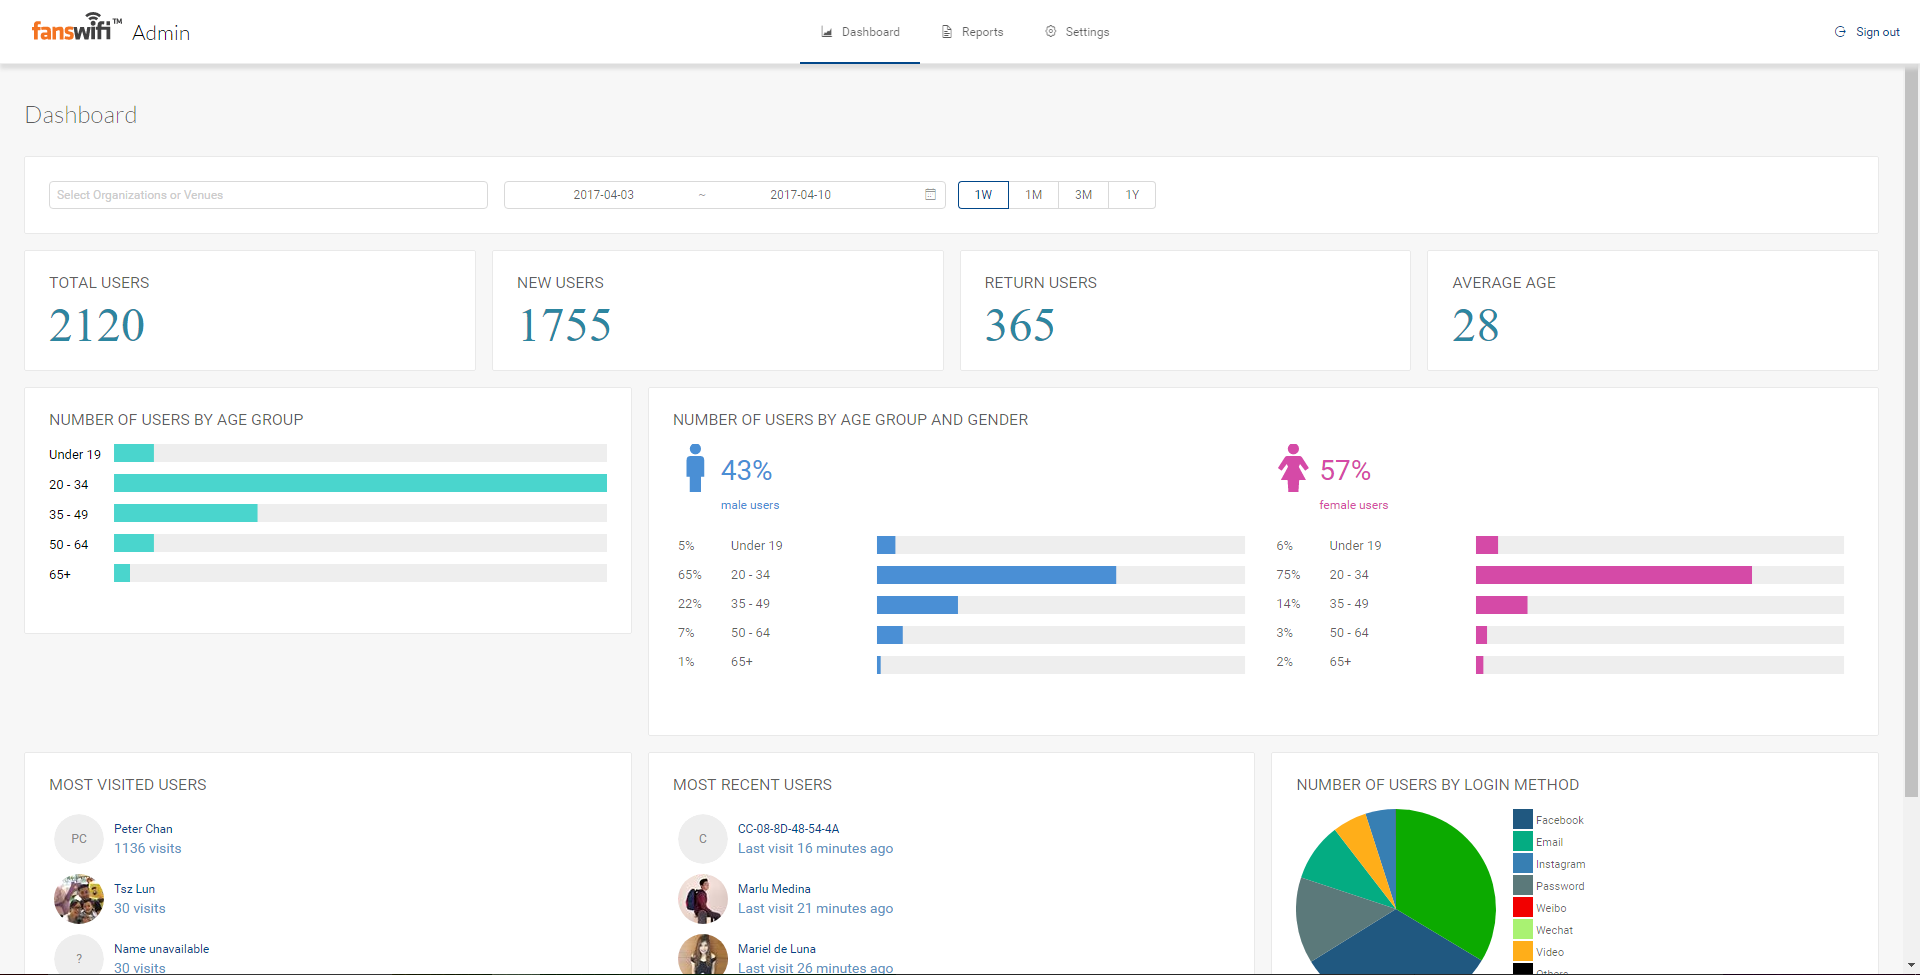 fanswifi™ Admin
Dashboard
Reports
Settings
Sign out
Dashboard
Select Organizations or Venues
2017-04-03 ~ 2017-04-10
1W 1M 3M 1Y
TOTAL USERS
2120
NEW USERS
1755
RETURN USERS
365
AVERAGE AGE
28
NUMBER OF USERS BY AGE GROUP
Under 19
20 - 34
35 - 49
50 - 64
65+
NUMBER OF USERS BY AGE GROUP AND GENDER
43%
male users
5% Under 19
65% 20 - 34
22% 35 - 49
7% 50 - 64
1% 65+
57%
female users
6% Under 19
75% 20 - 34
14% 35 - 49
3% 50 - 64
2% 65+
MOST VISITED USERS
PC
Peter Chan
1136 visits
Tsz Lun
30 visits
?
Name unavailable
30 visits
MOST RECENT USERS
C
CC-08-8D-48-54-4A
Last visit 16 minutes ago
Marlu Medina
Last visit 21 minutes ago
Mariel de Luna
Last visit 26 minutes ago
NUMBER OF USERS BY LOGIN METHOD
Facebook
Email
Instagram
Password
Weibo
Wechat
Video
Others